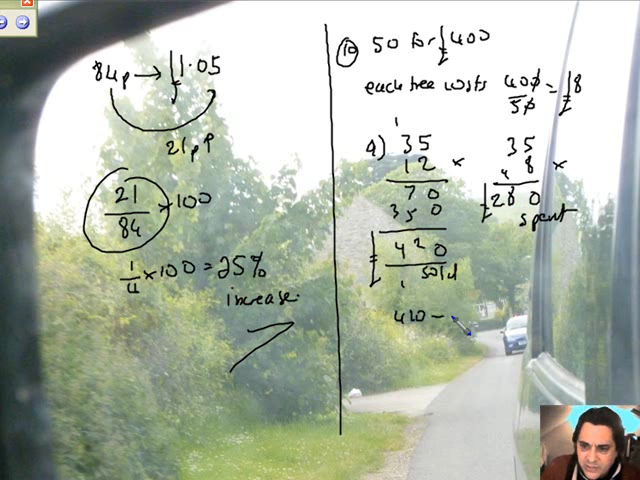 84p → £1.05
21p ↑
21/84 × 100
1/4 × 100 = 25%
increase
10 50 for £400
each tree costs 400/50 = £8
a) 35
12 ×
70
350
£420
sold
1
35
8 ×
4
£280
spent
420 –